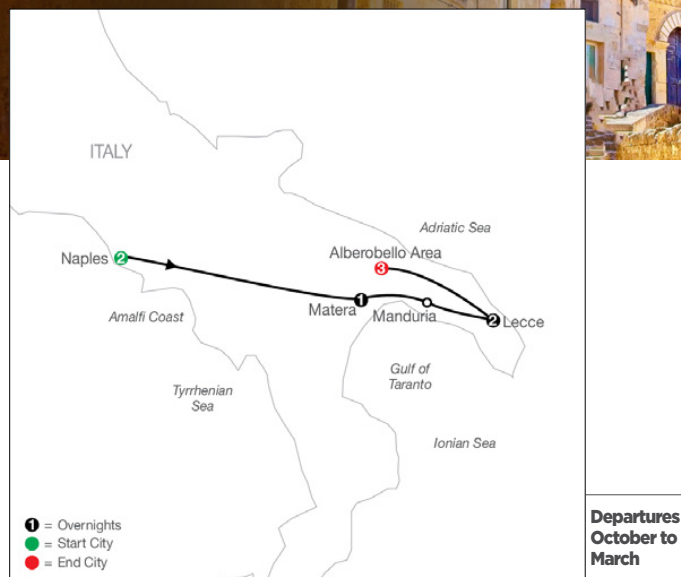 ITALY
Adriatic Sea
Alberobello Area
Naples
2
3
Matera
1
Manduria
2
Lecce
Amalfi Coast
Gulf of
Taranto
Tyrrhenian
Sea
Ionian Sea
1 = Overnights
= Start City
= End City
Departures
October to
March